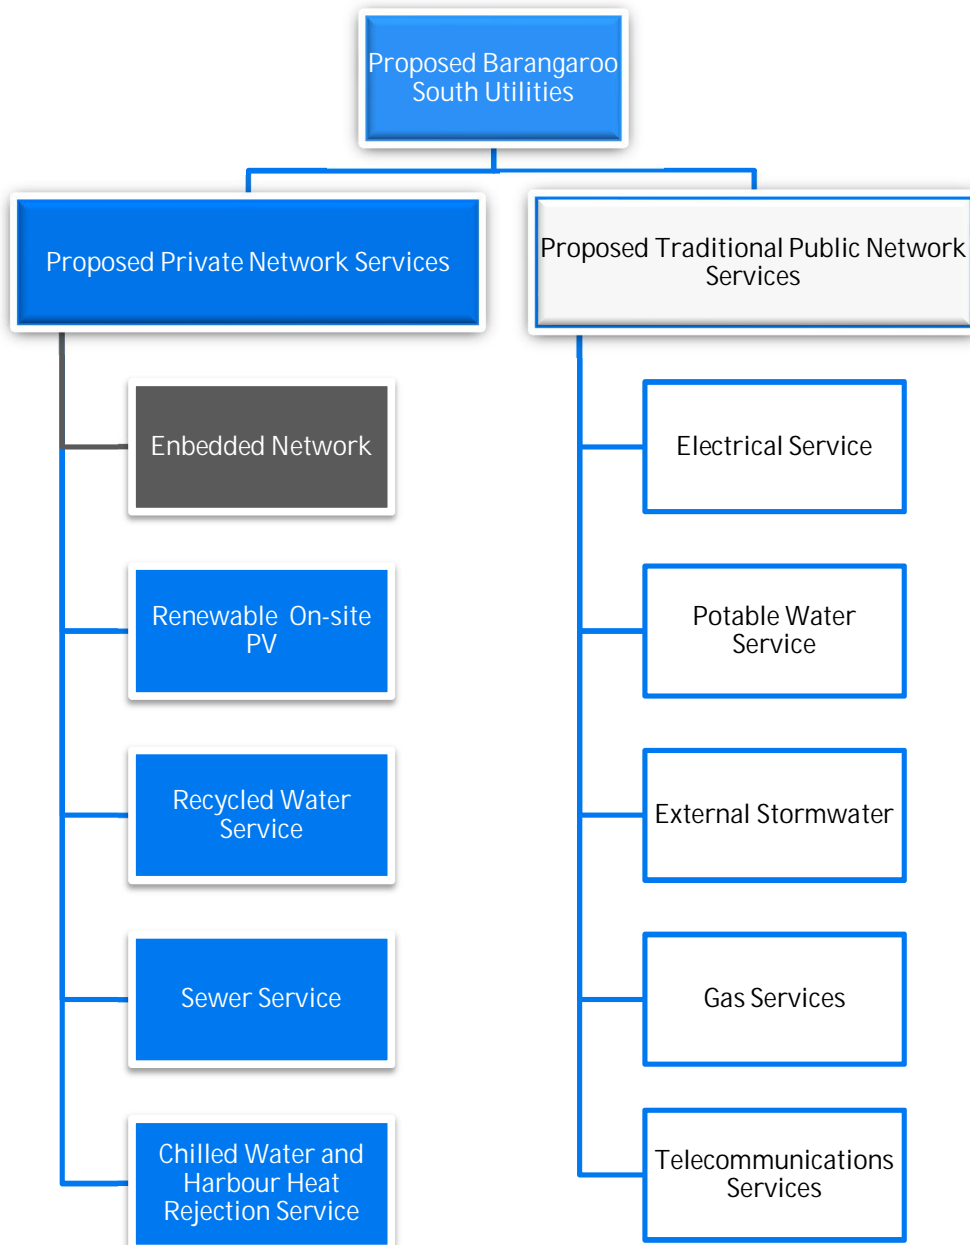 Proposed Barangaroo
South Utilities
Proposed Private Network Services
Proposed Traditional Public Network
Services
Enbedded Network
Renewable On-site
PV
Recycled Water
Service
Sewer Service
Chilled Water and
Harbour Heat
Rejection Service
Electrical Service
Potable Water
Service
External Stormwater
Gas Services
Telecommunications
Services